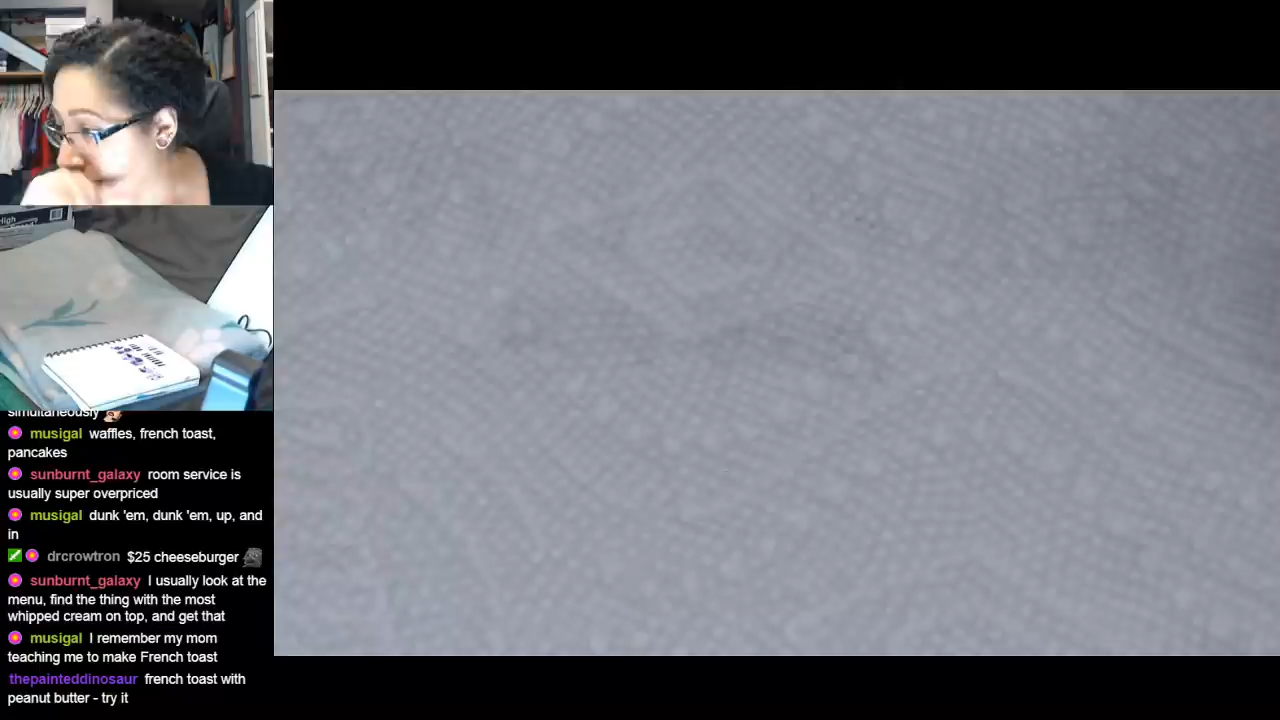 High
simultaneously
musigal waffles, french toast,
pancakes
sunburnt_galaxy room service is
usually super overpriced
musigal dunk 'em, dunk 'em, up, and
in
drcrowtron $25 cheeseburger
sunburnt_galaxy I usually look at the
menu, find the thing with the most
whipped cream on top, and get that
musigal I remember my mom
teaching me to make French toast
thepainteddinosaur french toast with
peanut butter - try it